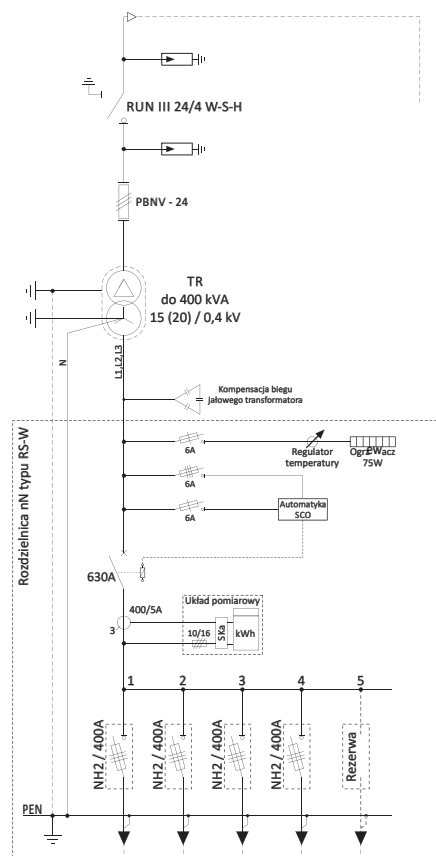 RUN III 24/4 W-S-H
PBNV - 24
TR
do 400 kVA
15 (20) / 0,4 kV
N
L1,L2,L3
Kompensacja biegu
jałowego transformatora
Rozdzielnica nN typu RS-W
6A
Regulator
temperatury
Ogrzewacz
75W
6A
6A
Automatyka
SCO
630A
400/5A
3
Układ pomiarowy
10/16
SKa
kWh
1
2
3
4
5
NH2 / 400A
NH2 / 400A
NH2 / 400A
NH2 / 400A
Rezerwa
PEN